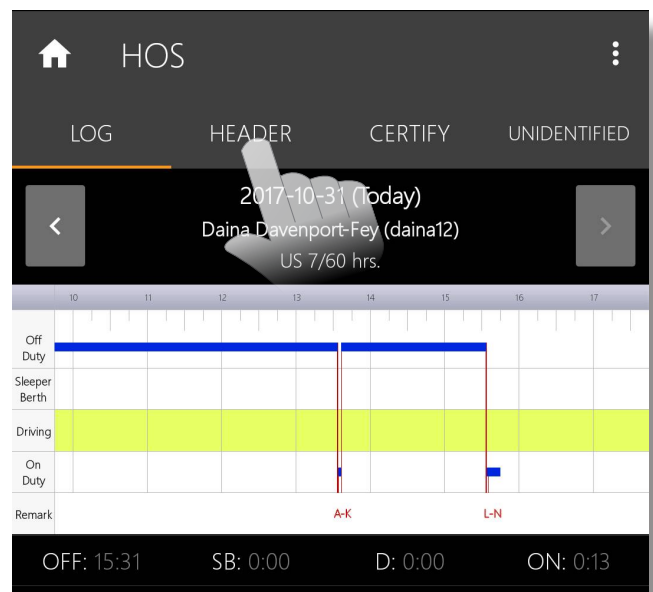 HOS
LOG HEADER CERTIFY UNIDENTIFIED
2017-10-31 (Today)
Daina Davenport-Fey (daina12)
US 7/60 hrs.
10 11 12 13 14 15 16 17
Off
Duty
Sleeper
Berth
Driving
On
Duty
Remark A-K L-N
OFF: 15:31 SB: 0:00 D: 0:00 ON: 0:13